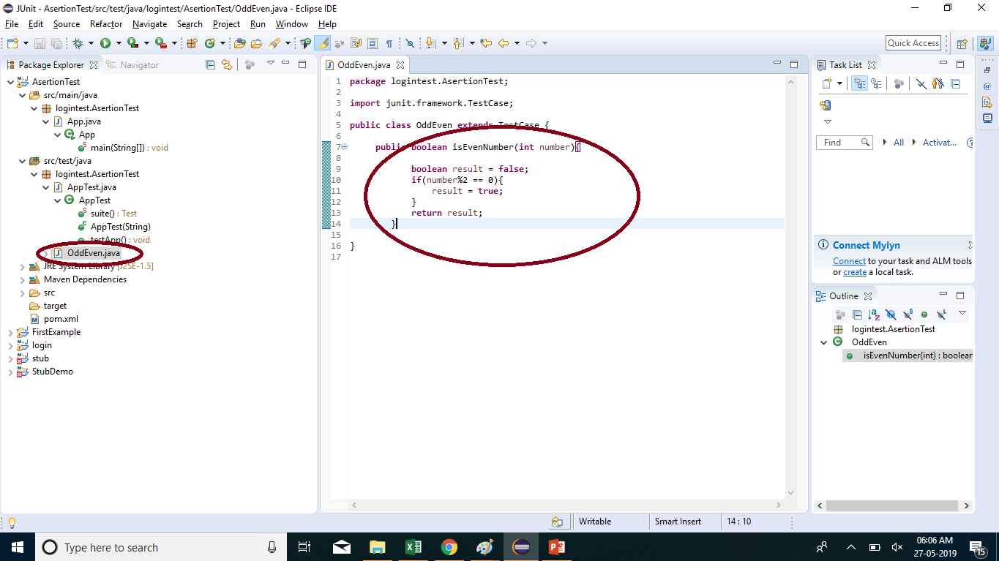 JUnit - AsertionTest/src/test/java/logintest/AsertionTest/OddEven.java - Eclipse IDE
File Edit Source Refactor Navigate Search Project Run Window Help
Quick Access
Package Explorer Navigator
AsertionTest
src/main/java
logintest.AsertionTest
App.java
App
main(String[]) : void
src/test/java
logintest.AsertionTest
AppTest.java
AppTest
suite() : Test
AppTest(String)
testApp() : void
OddEven.java
JRE System Library [J2SE-1.5]
Maven Dependencies
src
target
pom.xml
FirstExample
login
stub
StubDemo
OddEven.java
1 package logintest.AsertionTest;
2
3 import junit.framework.TestCase;
4
5 public class OddEven extends TestCase {
6
7 public boolean isEvenNumber(int number){
8
9 boolean result = false;
10 if(number%2 == 0){
11 result = true;
12 }
13 return result;
14 }
15
16 }
17
Task List
Find All Activat...
Connect Mylyn
Connect to your task and ALM tools
or create a local task.
Outline
logintest.AsertionTest
OddEven
isEvenNumber(int) : boolean
Writable Smart Insert 14 : 10
Type here to search
06:06 AM
27-05-2019
15